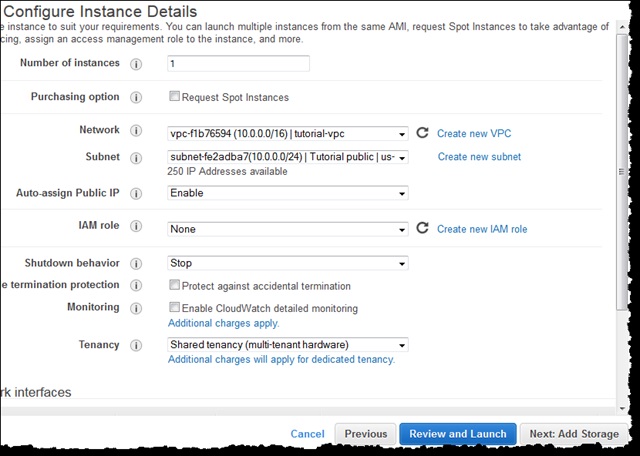 Configure Instance Details
e instance to suit your requirements. You can launch multiple instances from the same AMI, request Spot Instances to take advantage of
cing, assign an access management role to the instance, and more.
Number of instances 1
Purchasing option Request Spot Instances
Network vpc-f1b76594 (10.0.0.0/16) | tutorial-vpc Create new VPC
Subnet subnet-fe2adba7(10.0.0.0/24) | Tutorial public | us- Create new subnet
250 IP Addresses available
Auto-assign Public IP Enable
IAM role None Create new IAM role
Shutdown behavior Stop
e termination protection Protect against accidental termination
Monitoring Enable CloudWatch detailed monitoring
Additional charges apply.
Tenancy Shared tenancy (multi-tenant hardware)
Additional charges will apply for dedicated tenancy.
rk interfaces
Cancel Previous Review and Launch Next: Add Storage